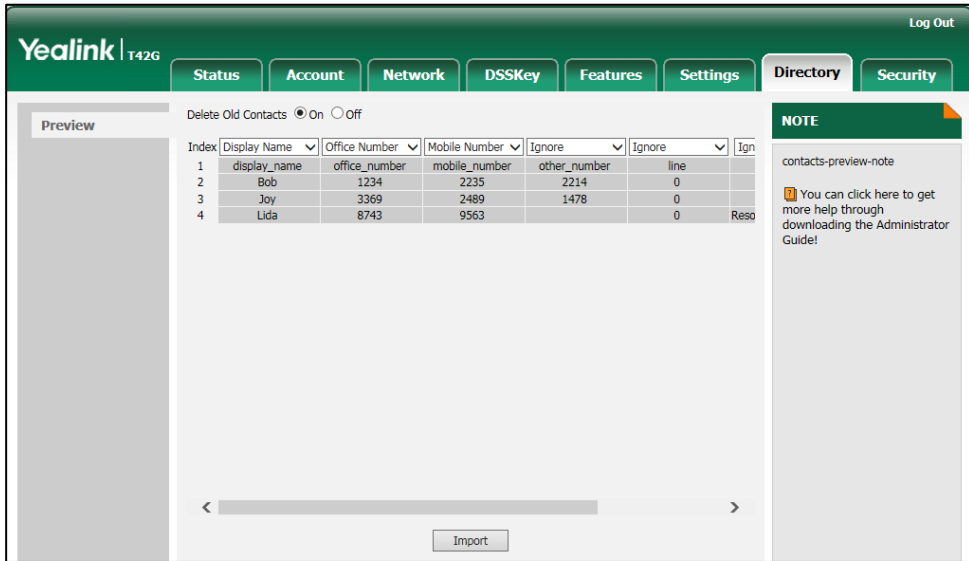 Log Out
Yealink | T42G
Status Account Network DSSKey Features Settings Directory Security
Preview
Delete Old Contacts On Off
Index Display Name Office Number Mobile Number Ignore Ignore Ign
1 display_name office_number mobile_number other_number line
2 Bob 1234 2235 2214 0
3 Joy 3369 2489 1478 0
4 Lida 8743 9563 0 Reso
Import
NOTE
contacts-preview-note
? You can click here to get
more help through
downloading the Administrator
Guide!